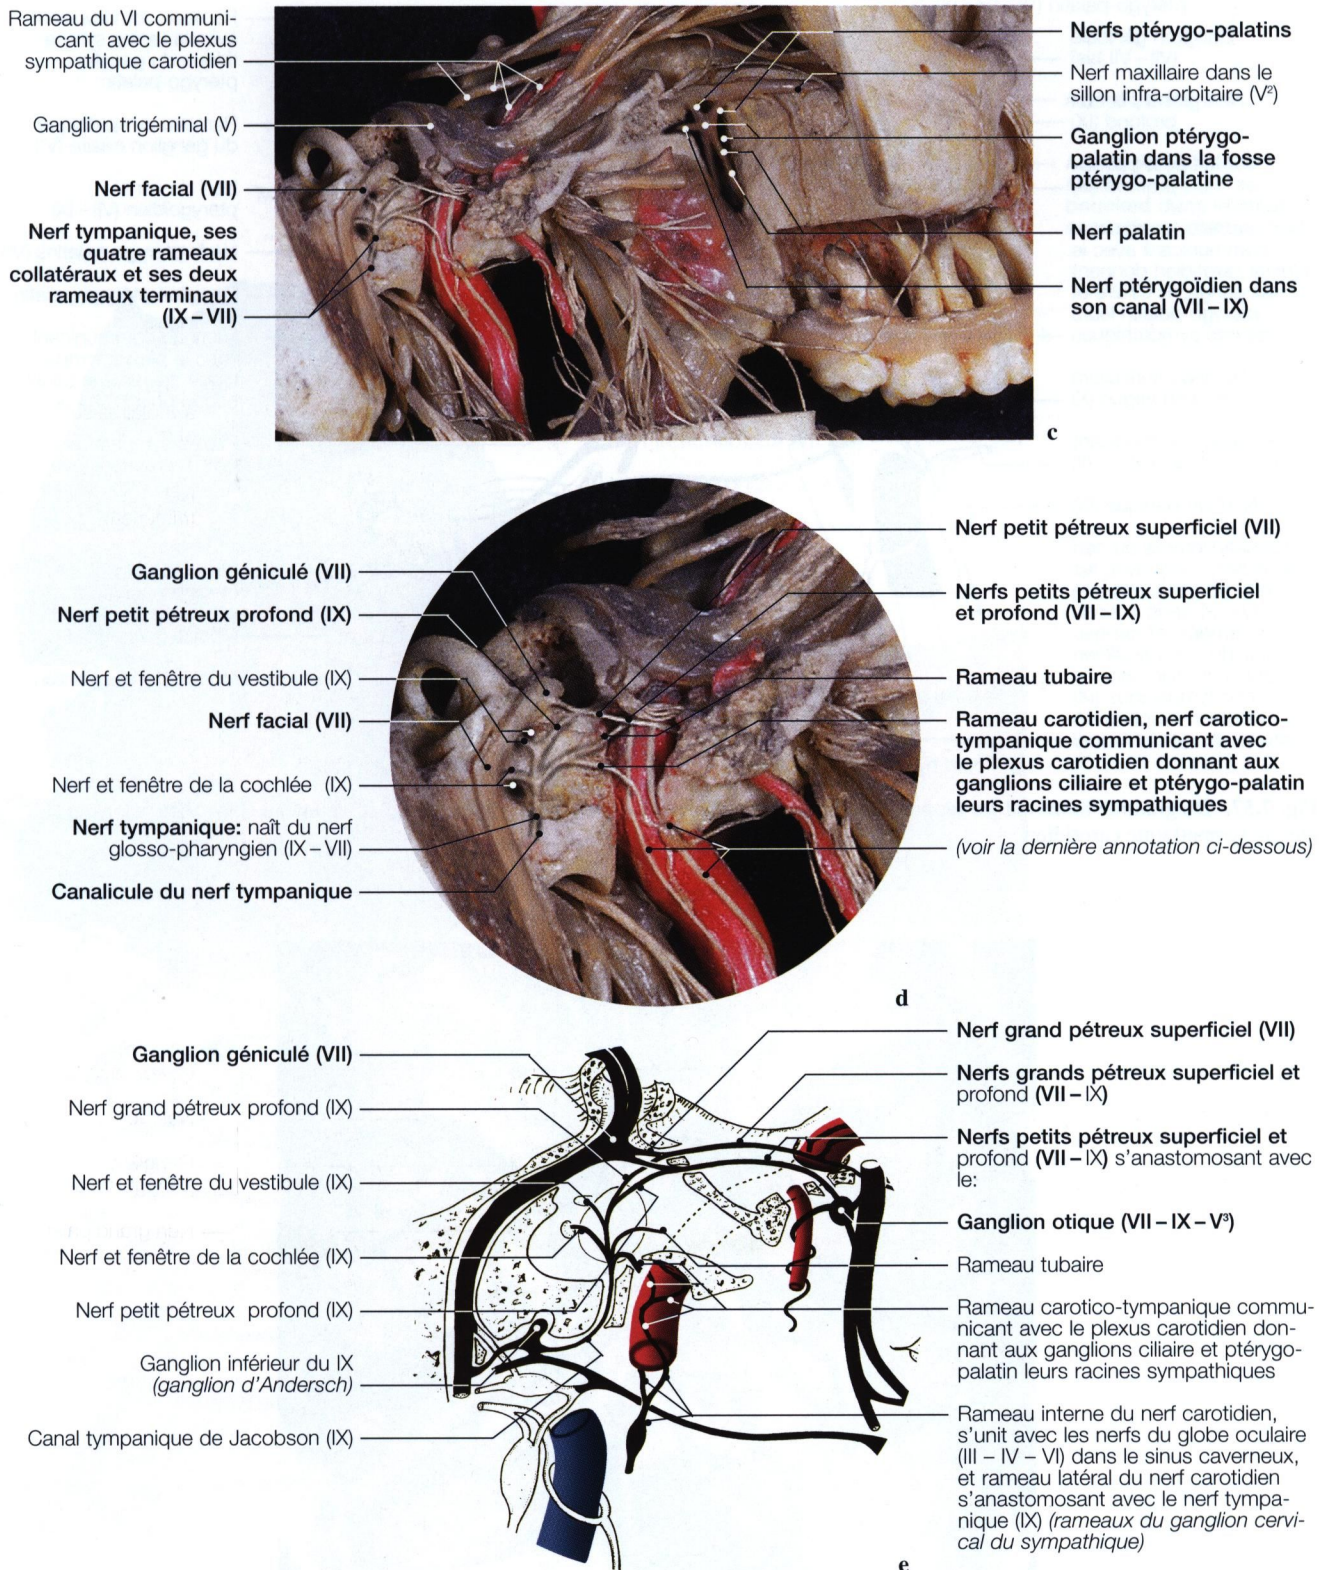 Rameau du VI communi-
cant avec le plexus
sympathique carotidien
Ganglion trigéminal (V)
Nerf facial (VII)
Nerf tympanique, ses
quatre rameaux
collatéraux et ses deux
rameaux terminaux
(IX – VII)
Nerfs ptérygo-palatins
Nerf maxillaire dans le
sillon infra-orbitaire (V²)
Ganglion ptérygo-
palatin dans la fosse
ptérygo-palatine
Nerf palatin
Nerf ptérygoïdien dans
son canal (VII – IX)
c
Ganglion géniculé (VII)
Nerf petit pétreux profond (IX)
Nerf et fenêtre du vestibule (IX)
Nerf facial (VII)
Nerf et fenêtre de la cochlée (IX)
Nerf tympanique: naît du nerf
glosso-pharyngien (IX – VII)
Canalicule du nerf tympanique
Nerf petit pétreux superficiel (VII)
Nerfs petits pétreux superficiel
et profond (VII – IX)
Rameau tubaire
Rameau carotidien, nerf carotico-
tympanique communicant avec
le plexus carotidien donnant aux
ganglions ciliaire et ptérygo-palatin
leurs racines sympathiques
(voir la dernière annotation ci-dessous)
d
Ganglion géniculé (VII)
Nerf grand pétreux profond (IX)
Nerf et fenêtre du vestibule (IX)
Nerf et fenêtre de la cochlée (IX)
Nerf petit pétreux profond (IX)
Ganglion inférieur du IX
(ganglion d'Andersch)
Canal tympanique de Jacobson (IX)
Nerf grand pétreux superficiel (VII)
Nerfs grands pétreux superficiel et
profond (VII – IX)
Nerfs petits pétreux superficiel et
profond (VII – IX) s'anastomosant avec
le:
Ganglion otique (VII – IX – V³)
Rameau tubaire
Rameau carotico-tympanique commu-
nicant avec le plexus carotidien don-
nant aux ganglions ciliaire et ptérygo-
palatin leurs racines sympathiques
Rameau interne du nerf carotidien,
s'unit avec les nerfs du globe oculaire
(III – IV – VI) dans le sinus caverneux,
et rameau latéral du nerf carotidien
s'anastomosant avec le nerf tympa-
nique (IX) (rameaux du ganglion cervi-
cal du sympathique)
e